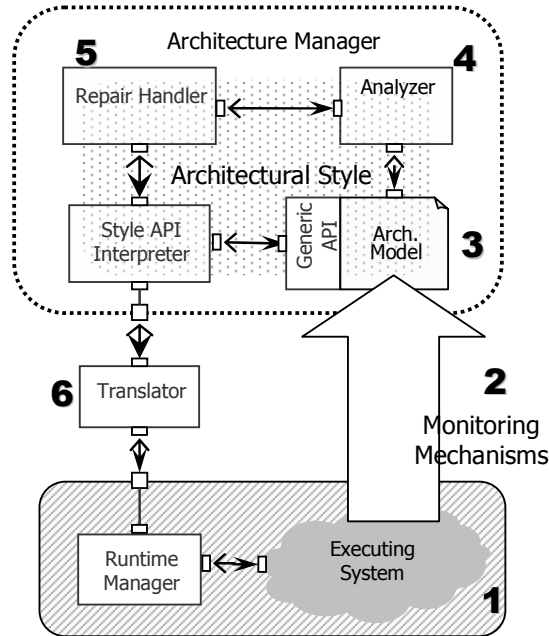 Architecture Manager
5
4
Repair Handler
Analyzer
Architectural Style
Style API
Interpreter
Generic
API
Arch.
Model
3
2
Monitoring
Mechanisms
6
Translator
Runtime
Manager
Executing
System
1